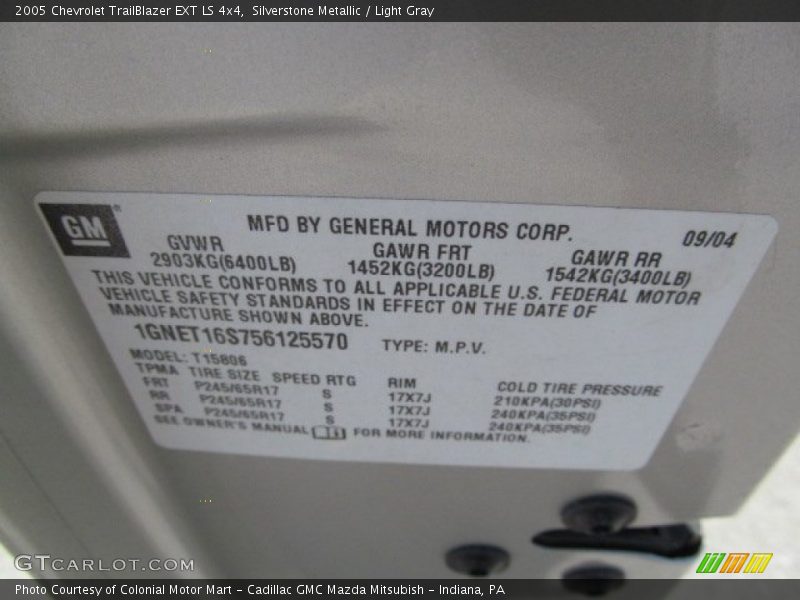 2005 Chevrolet TrailBlazer EXT LS 4x4, Silverstone Metallic / Light Gray
GM
MFD BY GENERAL MOTORS CORP. 09/04
GVWR GAWR FRT GAWR RR
2903KG(6400LB) 1452KG(3200LB) 1542KG(3400LB)
THIS VEHICLE CONFORMS TO ALL APPLICABLE U.S. FEDERAL MOTOR
VEHICLE SAFETY STANDARDS IN EFFECT ON THE DATE OF
MANUFACTURE SHOWN ABOVE.
1GNET16S756125570 TYPE: M.P.V.
MODEL: T15806
TPMA TIRE SIZE SPEED RTG RIM COLD TIRE PRESSURE
FRT P245/65R17 S 17X7J 210KPA(30PSI)
RR P245/65R17 S 17X7J 240KPA(35PSI)
SPA P245/65R17 S 17X7J 240KPA(35PSI)
SEE OWNER'S MANUAL FOR MORE INFORMATION.
GTCARLOT.COM
Photo Courtesy of Colonial Motor Mart - Cadillac GMC Mazda Mitsubish - Indiana, PA